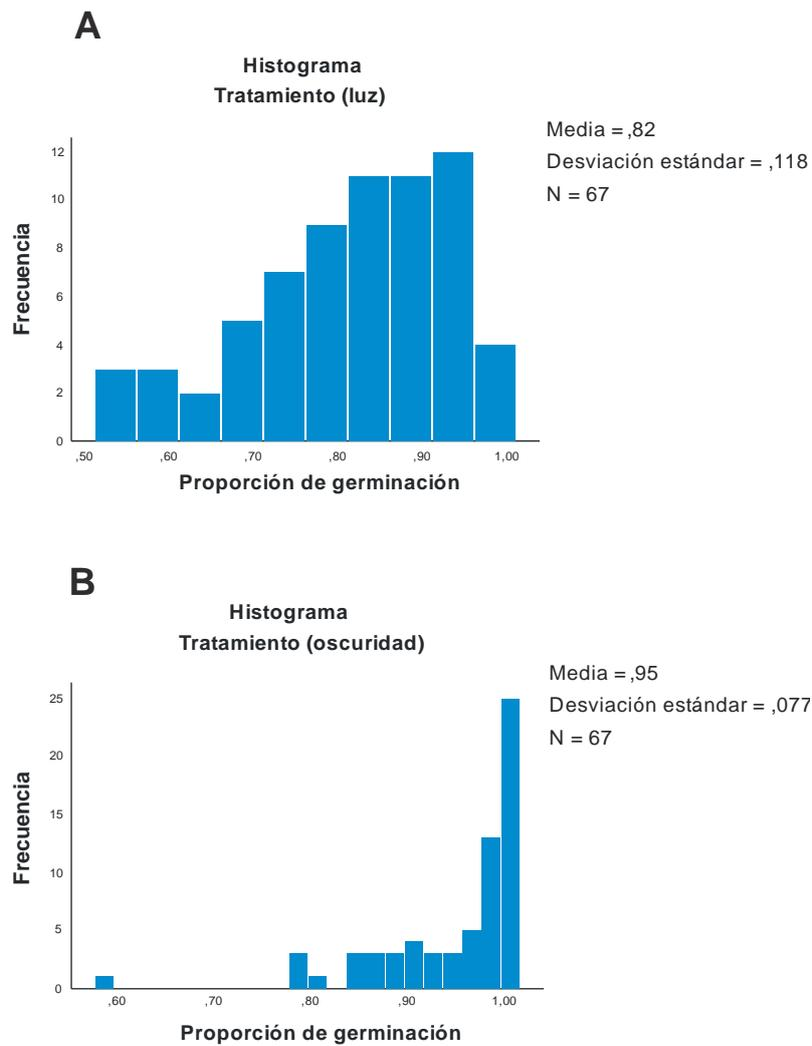 A
Histograma
Tratamiento (luz)
Media = ,82
Desviación estándar = ,118
N = 67
12
10
8
6
4
2
0
Frecuencia
,50 ,60 ,70 ,80 ,90 1,00
Proporción de germinación
B
Histograma
Tratamiento (oscuridad)
Media = ,95
Desviación estándar = ,077
N = 67
25
20
15
10
5
0
Frecuencia
,60 ,70 ,80 ,90 1,00
Proporción de germinación